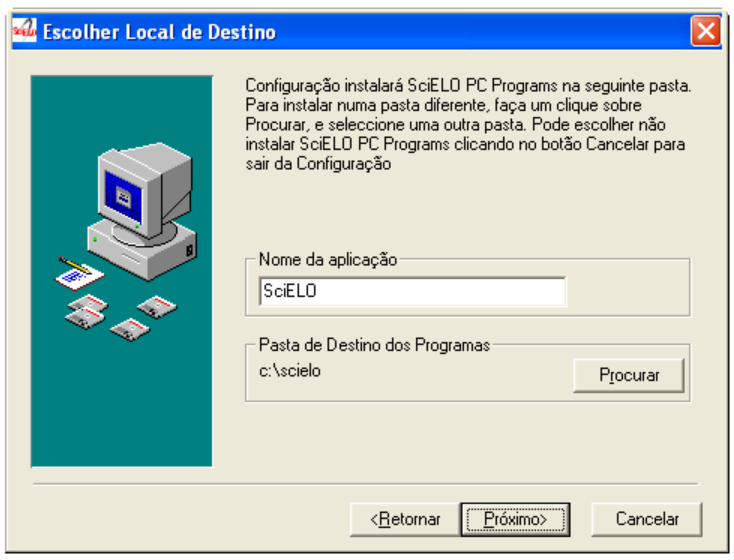 Escolher Local de Destino
Configuração instalará SciELO PC Programs na seguinte pasta.
Para instalar numa pasta diferente, faça um clique sobre
Procurar, e seleccione uma outra pasta. Pode escolher não
instalar SciELO PC Programs clicando no botão Cancelar para
sair da Configuração
Nome da aplicação
SciELO
Pasta de Destino dos Programas
c:\scielo
Procurar
<Retornar
Próximo>
Cancelar